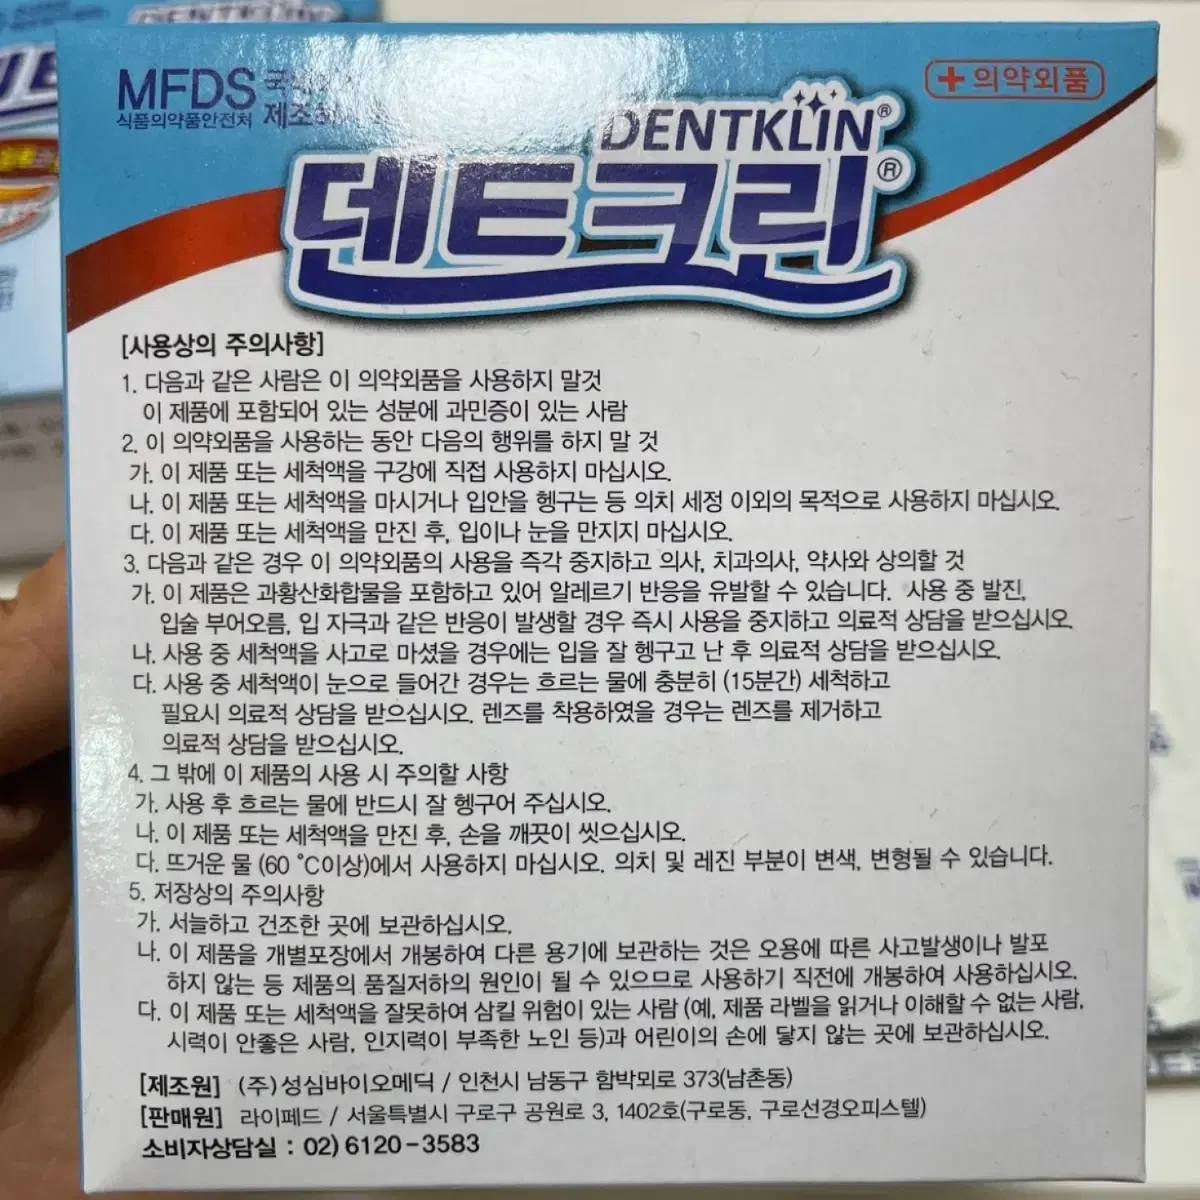 MFDS
식품의약품안전처
의약외품
DENTKLIN®
데트크린®
[사용상의 주의사항]
1. 다음과 같은 사람은 이 의약외품을 사용하지 말것
이 제품에 포함되어 있는 성분에 과민증이 있는 사람
2. 이 의약외품을 사용하는 동안 다음의 행위를 하지 말 것
가. 이 제품 또는 세척액을 구강에 직접 사용하지 마십시오.
나. 이 제품 또는 세척액을 마시거나 입안을 헹구는 등 의치 세정 이외의 목적으로 사용하지 마십시오.
다. 이 제품 또는 세척액을 만진 후, 입이나 눈을 만지지 마십시오.
3. 다음과 같은 경우 이 의약외품의 사용을 즉각 중지하고 의사, 치과의사, 약사와 상의할 것
가. 이 제품은 과황산화합물을 포함하고 있어 알레르기 반응을 유발할 수 있습니다. 사용 중 발진,
입술 부어오름, 입 자극과 같은 반응이 발생할 경우 즉시 사용을 중지하고 의료적 상담을 받으십시오.
나. 사용 중 세척액을 사고로 마셨을 경우에는 입을 잘 헹구고 난 후 의료적 상담을 받으십시오.
다. 사용 중 세척액이 눈으로 들어간 경우는 흐르는 물에 충분히 (15분간) 세척하고
필요시 의료적 상담을 받으십시오. 렌즈를 착용하였을 경우는 렌즈를 제거하고
의료적 상담을 받으십시오.
4. 그 밖에 이 제품의 사용 시 주의할 사항
가. 사용 후 흐르는 물에 반드시 잘 헹구어 주십시오.
나. 이 제품 또는 세척액을 만진 후, 손을 깨끗이 씻으십시오.
다. 뜨거운 물 (60 ℃이상)에서 사용하지 마십시오. 의치 및 레진 부분이 변색, 변형될 수 있습니다.
5. 저장상의 주의사항
가. 서늘하고 건조한 곳에 보관하십시오.
나. 이 제품을 개별포장에서 개봉하여 다른 용기에 보관하는 것은 오용에 따른 사고발생이나 발포
하지 않는 등 제품의 품질저하의 원인이 될 수 있으므로 사용하기 직전에 개봉하여 사용하십시오.
다. 이 제품 또는 세척액을 잘못하여 삼킬 위험이 있는 사람 (예, 제품 라벨을 읽거나 이해할 수 없는 사람,
시력이 안좋은 사람, 인지력이 부족한 노인 등)과 어린이의 손에 닿지 않는 곳에 보관하십시오.
[제조원] (주)성심바이오메딕 / 인천시 남동구 함박뫼로 373(남촌동)
[판매원] 라이페드 / 서울특별시 구로구 공원로 3, 1402호(구로동, 구로선경오피스텔)
소비자상담실 : 02) 6120-3583